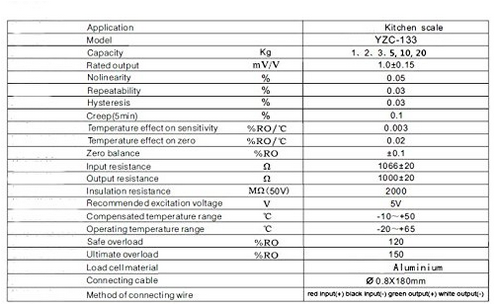 Application Kitchen scale
Model YZC-133
Capacity Kg 1. 2. 3. 5, 10, 20
Rated output mV/V 1.0±0.15
Nolinearity % 0.05
Repeatability % 0.03
Hysteresis % 0.03
Creep(5min) % 0.1
Temperature effect on sensitivity %RO/℃ 0.003
Temperature effect on zero %RO/℃ 0.02
Zero balance %RO ±0.1
Input resistance Ω 1066±20
Output resistance Ω 1000±20
Insulation resistance MΩ(50V) 2000
Recommended excitation voltage V 5V
Compensated temperature range ℃ -10~+50
Operating temperature range ℃ -20~+65
Safe overload %RO 120
Ultimate overload %RO 150
Load cell material Aluminium
Connecting cable Ø 0.8X180mm
Method of connecting wire red input(+) black input(-) green output(+) white output(-)